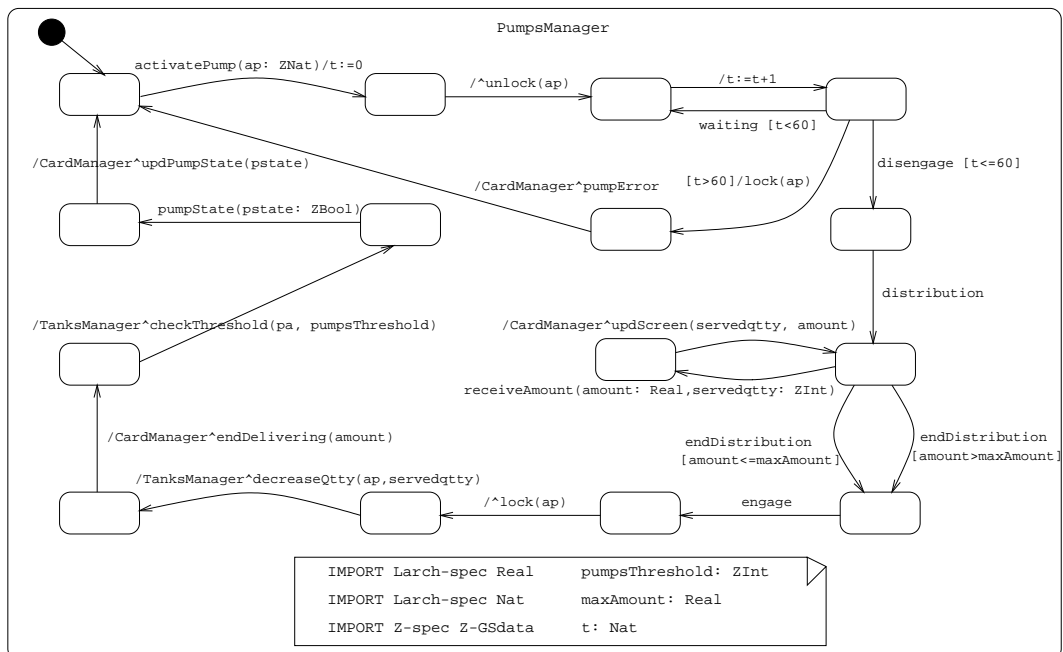 PumpsManager
activatePump(ap: ZNat)/t:=0
/^unlock(ap)
/t:=t+1
waiting [t<60]
/CardManager^updPumpState(pstate)
disengage [t<=60]
/CardManager^pumpError
[t>60]/lock(ap)
pumpState(pstate: ZBool)
distribution
/TanksManager^checkThreshold(pa, pumpsThreshold)
/CardManager^updScreen(servedqtty, amount)
receiveAmount(amount: Real,servedqtty: ZInt)
/CardManager^endDelivering(amount)
endDistribution
[amount<=maxAmount]
endDistribution
[amount>maxAmount]
/TanksManager^decreaseQtty(ap,servedqtty)
/^lock(ap)
engage
IMPORT Larch-spec Real pumpsThreshold: ZInt
IMPORT Larch-spec Nat maxAmount: Real
IMPORT Z-spec Z-GSdata t: Nat